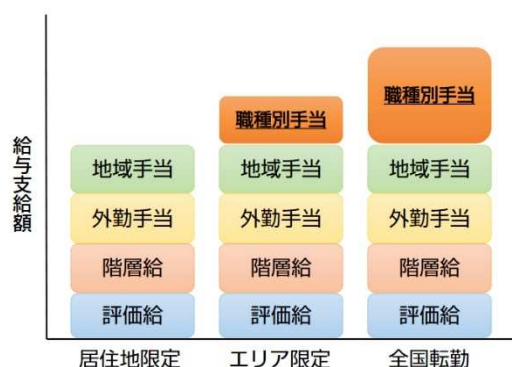 給与支給額
職種別手当
職種別手当
地域手当
地域手当
地域手当
外勤手当
外勤手当
外勤手当
階層給
階層給
階層給
評価給
評価給
評価給
居住地限定
エリア限定
全国転勤